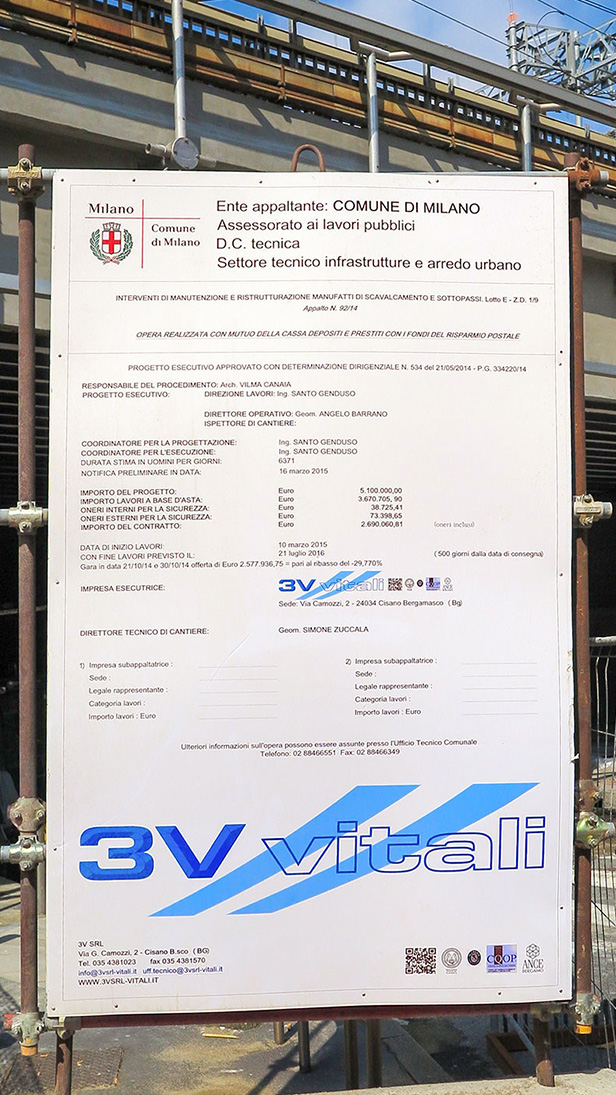 Milano
Comune
di Milano
Ente appaltante: COMUNE DI MILANO
Assessorato ai lavori pubblici
D.C. tecnica
Settore tecnico infrastrutture e arredo urbano
INTERVENTI DI MANUTENZIONE E RISTRUTTURAZIONE MANUFATTI DI SCAVALCAMENTO E SOTTOPASSI. Lotto E - Z.D. 1/9
Appalto N. 92/14
OPERA REALIZZATA CON MUTUO DELLA CASSA DEPOSITI E PRESTITI CON I FONDI DEL RISPARMIO POSTALE
PROGETTO ESECUTIVO APPROVATO CON DETERMINAZIONE DIRIGENZIALE N. 534 del 21/05/2014 - P.G. 334220/14
RESPONSABILE DEL PROCEDIMENTO: Arch. VILMA CANAIA
PROGETTO ESECUTIVO: DIREZIONE LAVORI: Ing. SANTO GENDUSO
DIRETTORE OPERATIVO: Geom. ANGELO BARRANO
ISPETTORE DI CANTIERE:
COORDINATORE PER LA PROGETTAZIONE: Ing. SANTO GENDUSO
COORDINATORE PER L'ESECUZIONE: Ing. SANTO GENDUSO
DURATA STIMA IN UOMINI PER GIORNI: 6371
NOTIFICA PRELIMINARE IN DATA: 16 marzo 2015
IMPORTO DEL PROGETTO: Euro 5.100.000,00
IMPORTO LAVORI A BASE D'ASTA: Euro 3.670.705, 90
ONERI INTERNI PER LA SICUREZZA: Euro 38.725,41
ONERI ESTERNI PER LA SICUREZZA: Euro 73.398,65
IMPORTO DEL CONTRATTO: Euro 2.690.060,81 (oneri inclusi)
DATA DI INIZIO LAVORI: 10 marzo 2015
CON FINE LAVORI PREVISTO IL: 21 luglio 2016 ( 500 giorni dalla data di consegna)
Gara in data 21/10/14 e 30/10/14 offerta di Euro 2.577.936,75 = pari al ribasso del -29,770%
IMPRESA ESECUTRICE: 3V vitali
Sede: Via Camozzi, 2 - 24034 Cisano Bergamasco ( Bg)
DIRETTORE TECNICO DI CANTIERE: Geom. SIMONE ZUCCALA
1) Impresa subappaltatrice :
Sede :
Legale rappresentante :
Categoria lavori :
Importo lavori : Euro
2) Impresa subappaltatrice :
Sede :
Legale rappresentante :
Categoria lavori :
Importo lavori : Euro
Ulteriori informazioni sull'opera possono essere assunte presso l'Ufficio Tecnico Comunale
Telefono: 02 88466551 Fax: 02 88466349
3V vitali
3V SRL
Via G. Camozzi, 2 - Cisano B.sco ( BG)
Tel. 035 4381023 fax 035 4381570
info@3vsrl-vitali.it uff.tecnico@3vsrl-vitali.it
WWW.3VSRL-VITALI.IT
CQOP
ANCE
BERGAMO